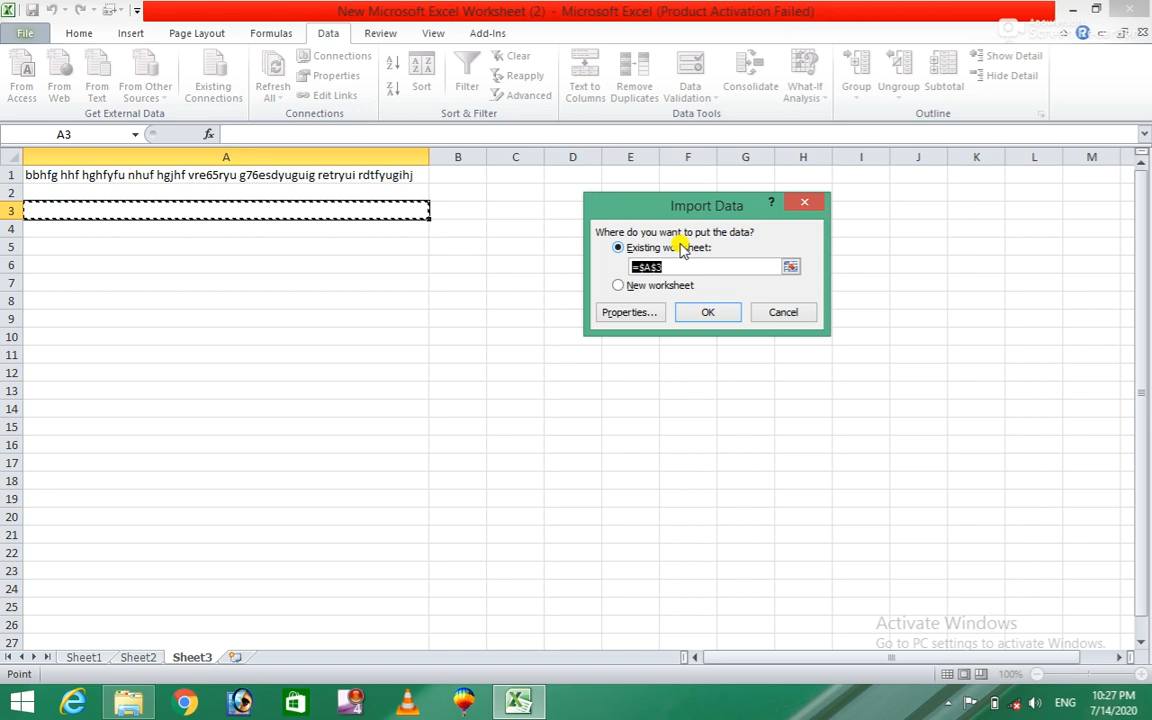 New Microsoft Excel Worksheet (2) - Microsoft Excel (Product Activation Failed)
File Home Insert Page Layout Formulas Data Review View Add-Ins
From Access
From Web
From Text
From Other Sources
Existing Connections
Get External Data
Refresh All
Connections
Properties
Edit Links
Connections
Sort
Filter
Clear
Reapply
Advanced
Sort & Filter
Text to Columns
Remove Duplicates
Data Validation
Consolidate
What-If Analysis
Data Tools
Group
Ungroup
Subtotal
Show Detail
Hide Detail
Outline
A3 fx
A B C D E F G H I J K L M
1 bbhfg hhf hghfyfu nhuf hgjhf vre65ryu g76esdyuguig retryui rdtfyugihj
2
3
4
5
6
7
8
9
10
11
12
13
14
15
16
17
18
19
20
21
22
23
24
25
26
27
Import Data
?
Where do you want to put the data?
Existing worksheet:
=$A$3
New worksheet
Properties... OK Cancel
Activate Windows
Go to PC settings to activate Windows.
Sheet1 Sheet2 Sheet3
Point 100%
ENG 10:27 PM
7/14/2020